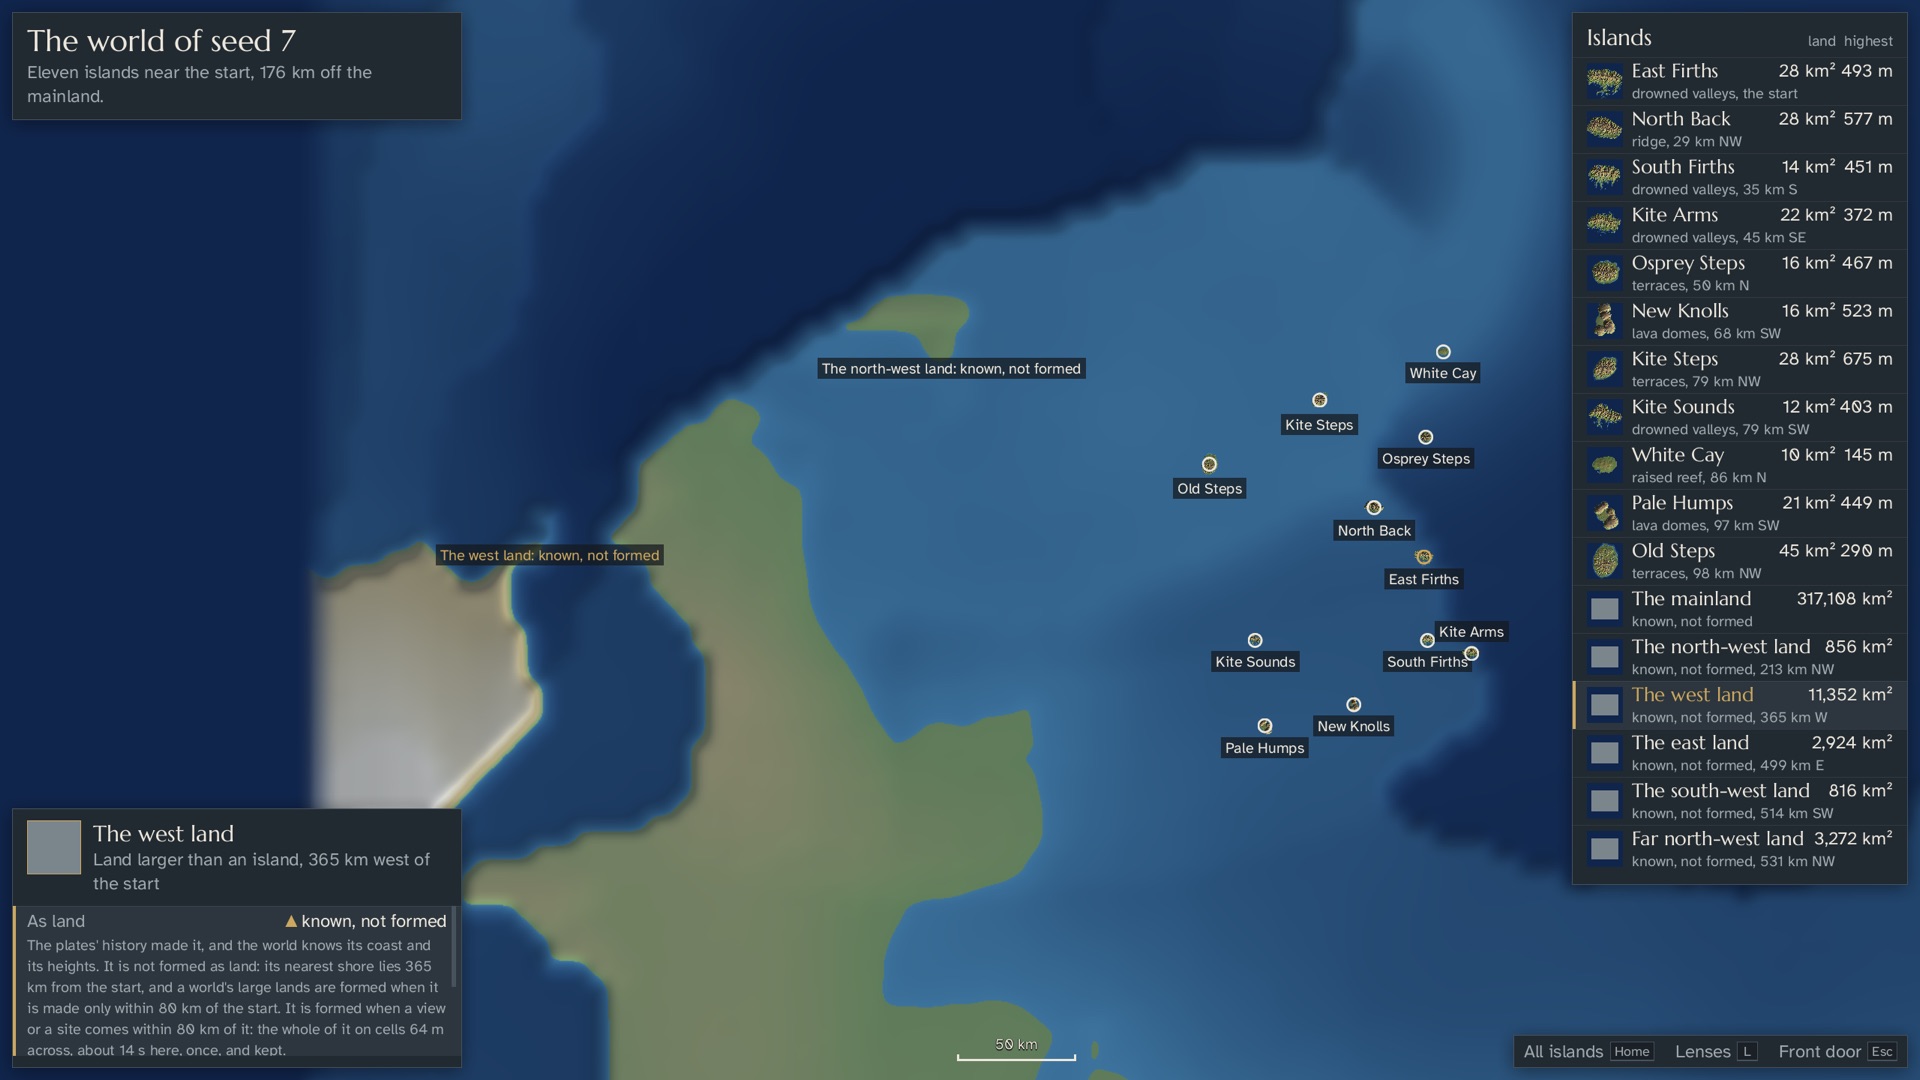 The world of seed 7
Eleven islands near the start, 176 km off the
mainland.
Islands
land highest
East Firths 28 km² 493 m
drowned valleys, the start
North Back 28 km² 577 m
ridge, 29 km NW
South Firths 14 km² 451 m
drowned valleys, 35 km S
Kite Arms 22 km² 372 m
drowned valleys, 45 km SE
Osprey Steps 16 km² 467 m
terraces, 50 km N
New Knolls 16 km² 523 m
lava domes, 68 km SW
Kite Steps 28 km² 675 m
terraces, 79 km NW
Kite Sounds 12 km² 403 m
drowned valleys, 79 km SW
White Cay 10 km² 145 m
raised reef, 86 km N
Pale Humps 21 km² 449 m
lava domes, 97 km SW
Old Steps 45 km² 290 m
terraces, 98 km NW
The mainland 317,108 km²
known, not formed
The north-west land 856 km²
known, not formed, 213 km NW
The west land 11,352 km²
known, not formed, 365 km W
The east land 2,924 km²
known, not formed, 499 km E
The south-west land 816 km²
known, not formed, 514 km SW
Far north-west land 3,272 km²
known, not formed, 531 km NW
The north-west land: known, not formed
White Cay
Kite Steps
Osprey Steps
Old Steps
North Back
The west land: known, not formed
East Firths
Kite Arms
Kite Sounds
South Firths
New Knolls
Pale Humps
The west land
Land larger than an island, 365 km west of
the start
As land known, not formed
The plates' history made it, and the world knows its coast and
its heights. It is not formed as land: its nearest shore lies 365
km from the start, and a world's large lands are formed when it
is made only within 80 km of the start. It is formed when a view
or a site comes within 80 km of it: the whole of it on cells 64 m
across, about 14 s here, once, and kept.
50 km
All islands Home Lenses L Front door Esc